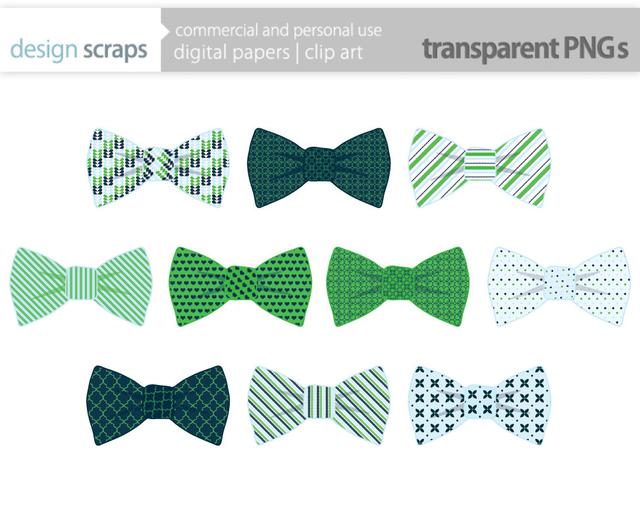 design scraps
commercial and personal use
digital papers | clip art
transparent PNGs